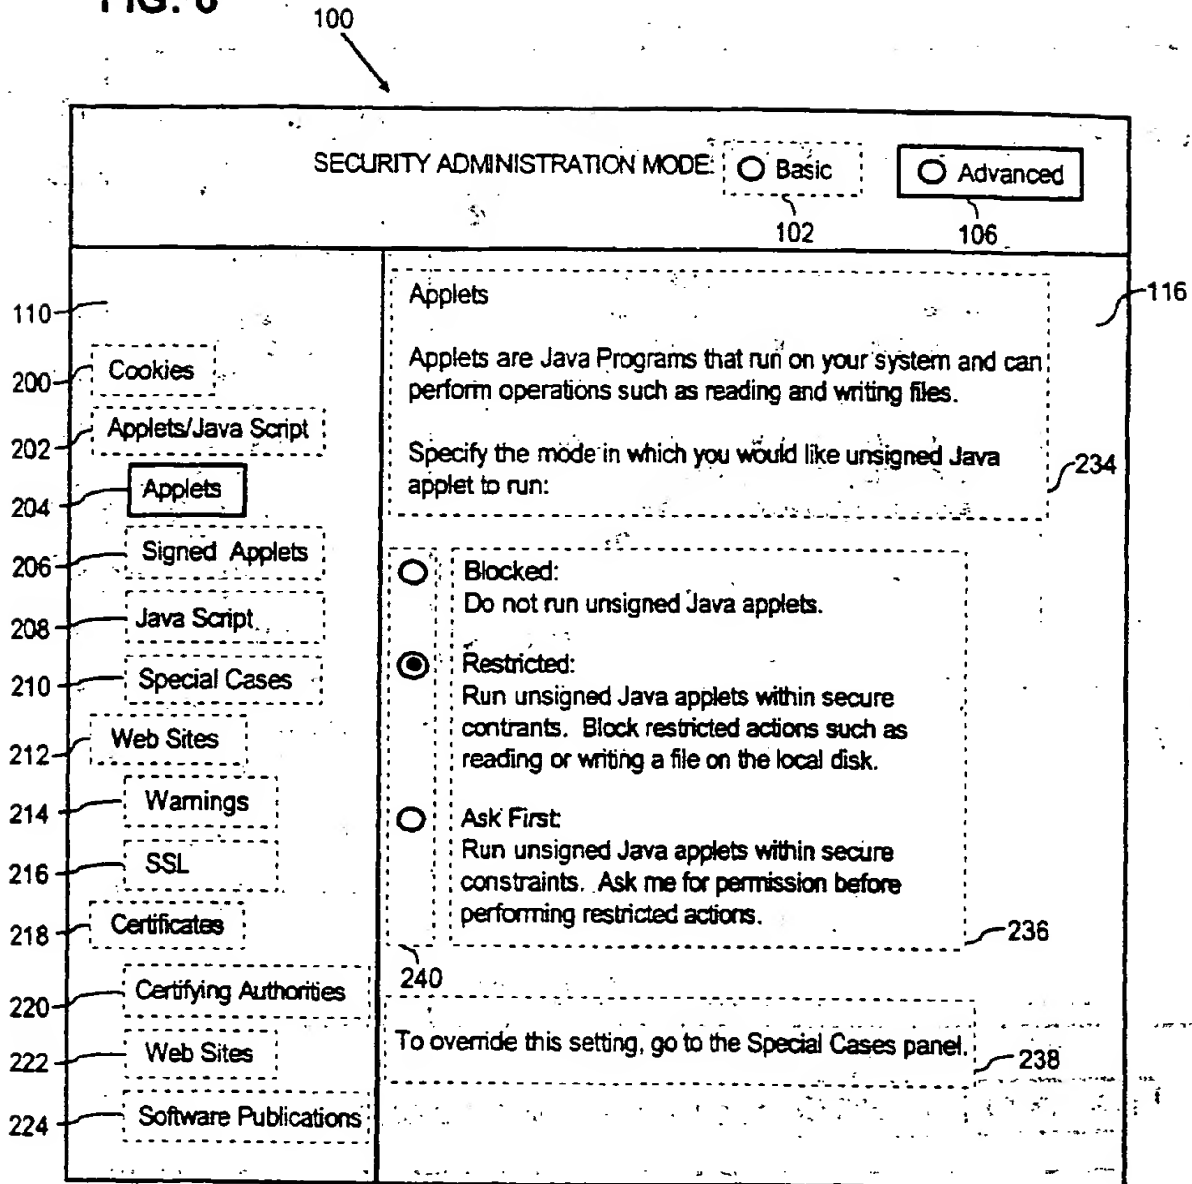 FIG. 6
100
SECURITY ADMINISTRATION MODE: Basic Advanced
102 106
110
116
Applets
Applets are Java Programs that run on your system and can
perform operations such as reading and writing files.
Specify the mode in which you would like unsigned Java
applet to run:
234
200 Cookies
202 Applets/Java Script
204 Applets
206 Signed Applets
208 Java Script
210 Special Cases
212 Web Sites
214 Warnings
216 SSL
218 Certificates
220 Certifying Authorities
222 Web Sites
224 Software Publications
Blocked:
Do not run unsigned Java applets.
Restricted:
Run unsigned Java applets within secure
contrants. Block restricted actions such as
reading or writing a file on the local disk.
Ask First:
Run unsigned Java applets within secure
constraints. Ask me for permission before
performing restricted actions.
236
240
To override this setting, go to the Special Cases panel.
238